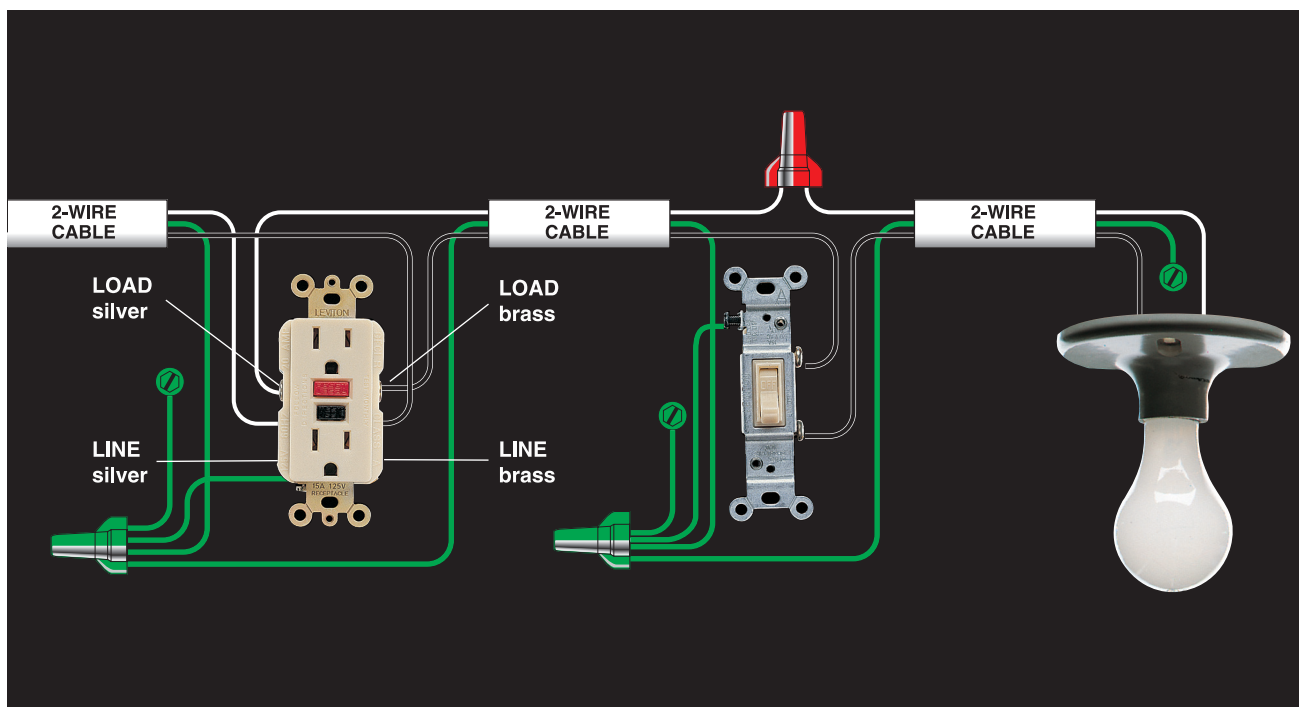 2-WIRE
CABLE
2-WIRE
CABLE
2-WIRE
CABLE
LOAD
silver
LOAD
brass
LEVITON
LINE
silver
LINE
brass
15A 125V
RECEPTACLE